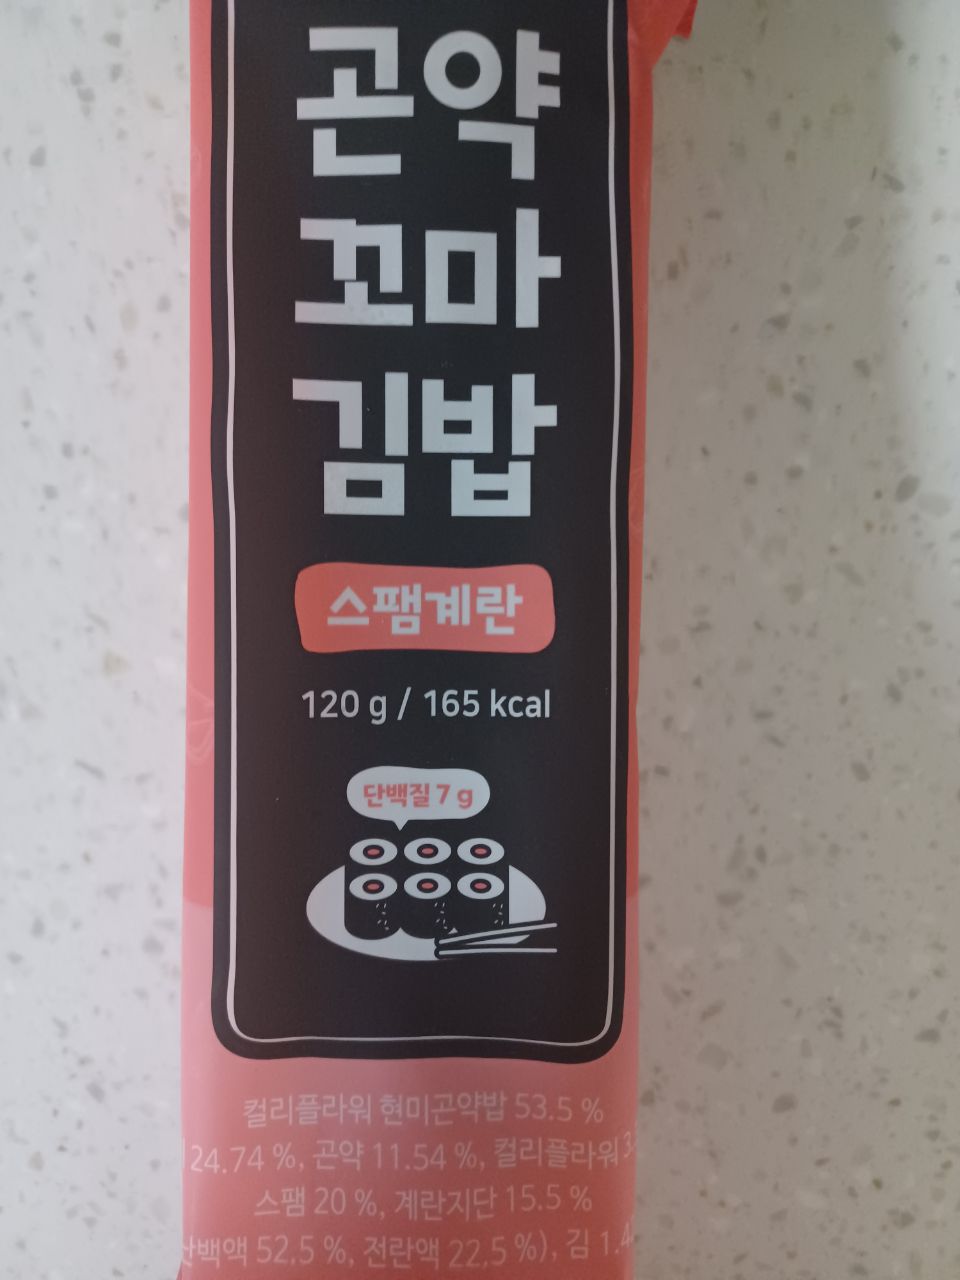 곤약
꼬마
김밥
스팸계란
120 g / 165 kcal
단백질 7 g
컬리플라워 현미곤약밥 53.5 %
24.74 %, 곤약 11.54 %, 컬리플라워
스팸 20 %, 계란지단 15.5 %
52.5 %, 전란액 22.5 %), 김